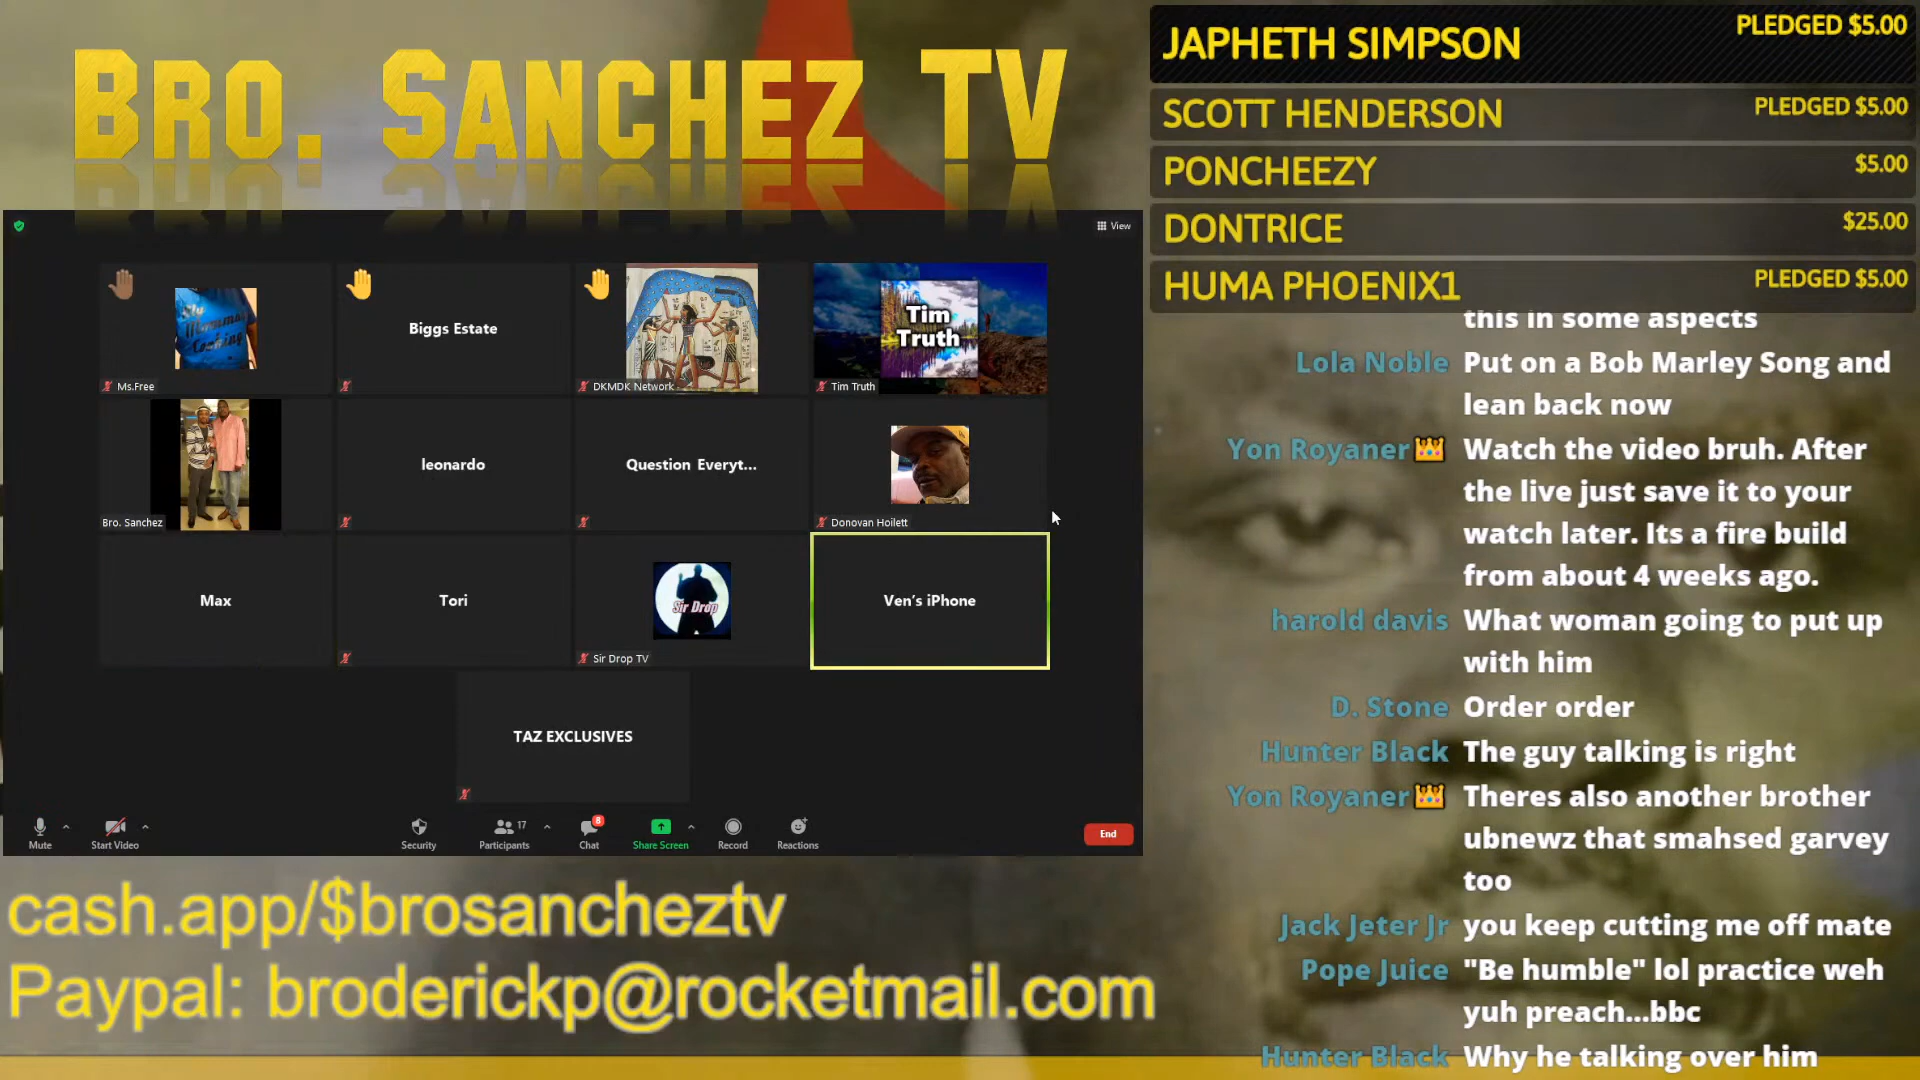 BRO. SANCHEZ TV
View
Ms.Free
Biggs Estate
DKMDK Network
Tim
Truth
Tim Truth
Bro. Sanchez
leonardo
Question Everyt...
Donovan Hoilett
Max
Tori
Sir Drop
Sir Drop TV
Ven's iPhone
TAZ EXCLUSIVES
Mute
Start Video
Security
17
Participants
8
Chat
Share Screen
Record
Reactions
End
cash.app/$brosancheztv
Paypal: broderickp@rocketmail.com
JAPHETH SIMPSON PLEDGED $5.00
SCOTT HENDERSON PLEDGED $5.00
PONCHEEZY $5.00
DONTRICE $25.00
HUMA PHOENIX1 PLEDGED $5.00
this in some aspects
Lola Noble Put on a Bob Marley Song and
lean back now
Yon Royaner👑 Watch the video bruh. After
the live just save it to your
watch later. Its a fire build
from about 4 weeks ago.
harold davis What woman going to put up
with him
D. Stone Order order
Hunter Black The guy talking is right
Yon Royaner👑 Theres also another brother
ubnewz that smahsed garvey
too
Jack Jeter Jr you keep cutting me off mate
Pope Juice "Be humble" lol practice weh
yuh preach...bbc
Hunter Black Why he talking over him